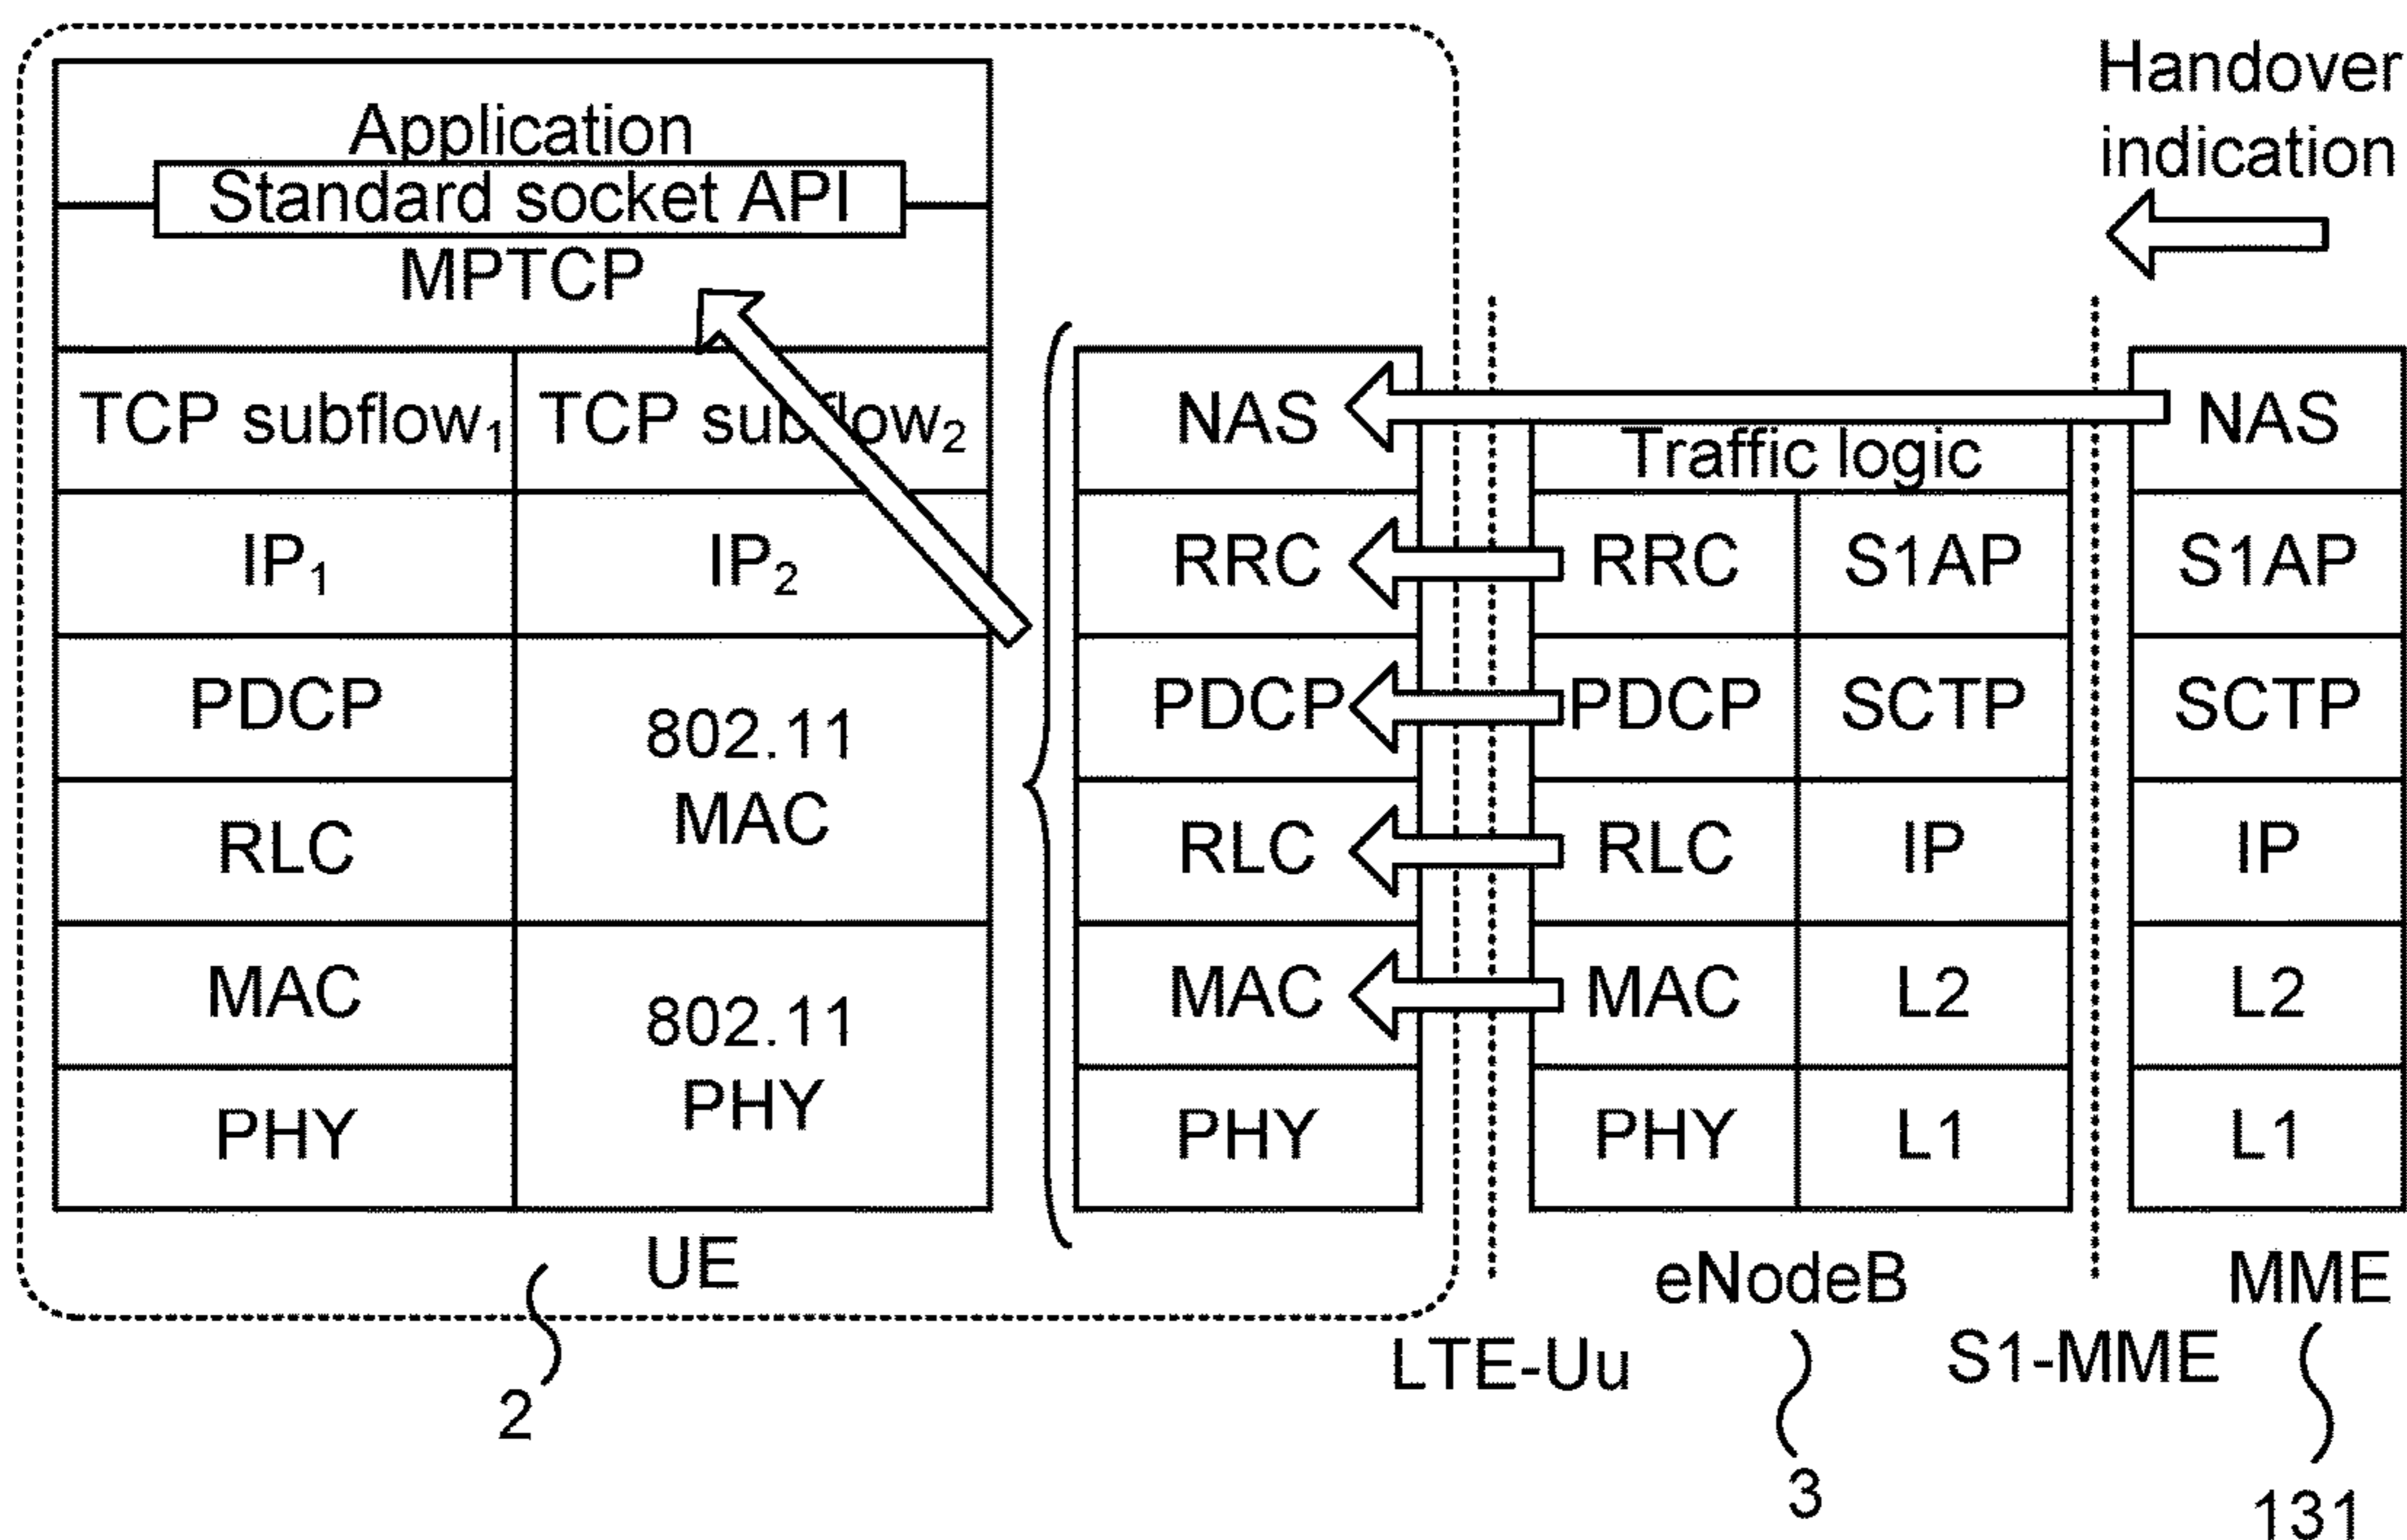 Handover
indication
Application
Standard socket API
MPTCP
TCP subflow₁ TCP subflow₂ NAS Traffic logic NAS
IP₁ IP₂ RRC RRC S1AP S1AP
PDCP 802.11 MAC PDCP PDCP SCTP SCTP
RLC RLC RLC IP IP
MAC 802.11 PHY MAC MAC L2 L2
PHY PHY PHY L1 L1
UE eNodeB MME
LTE-Uu S1-MME
2 3 131